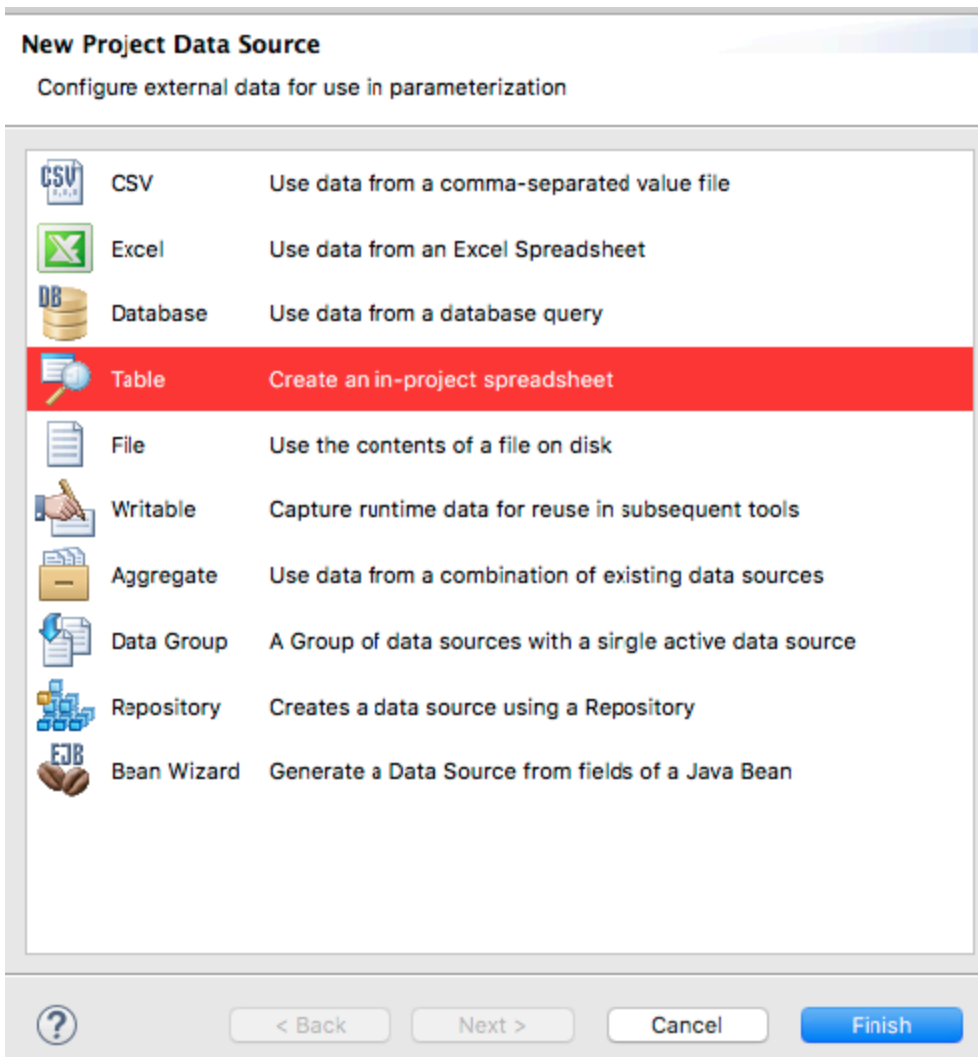 New Project Data Source
Configure external data for use in parameterization
CSV CSV Use data from a comma-separated value file
Excel Use data from an Excel Spreadsheet
DB Database Use data from a database query
Table Create an in-project spreadsheet
File Use the contents of a file on disk
Writable Capture runtime data for reuse in subsequent tools
Aggregate Use data from a combination of existing data sources
Data Group A Group of data sources with a single active data source
Repository Creates a data source using a Repository
EJB Bean Wizard Generate a Data Source from fields of a Java Bean
? < Back Next > Cancel Finish